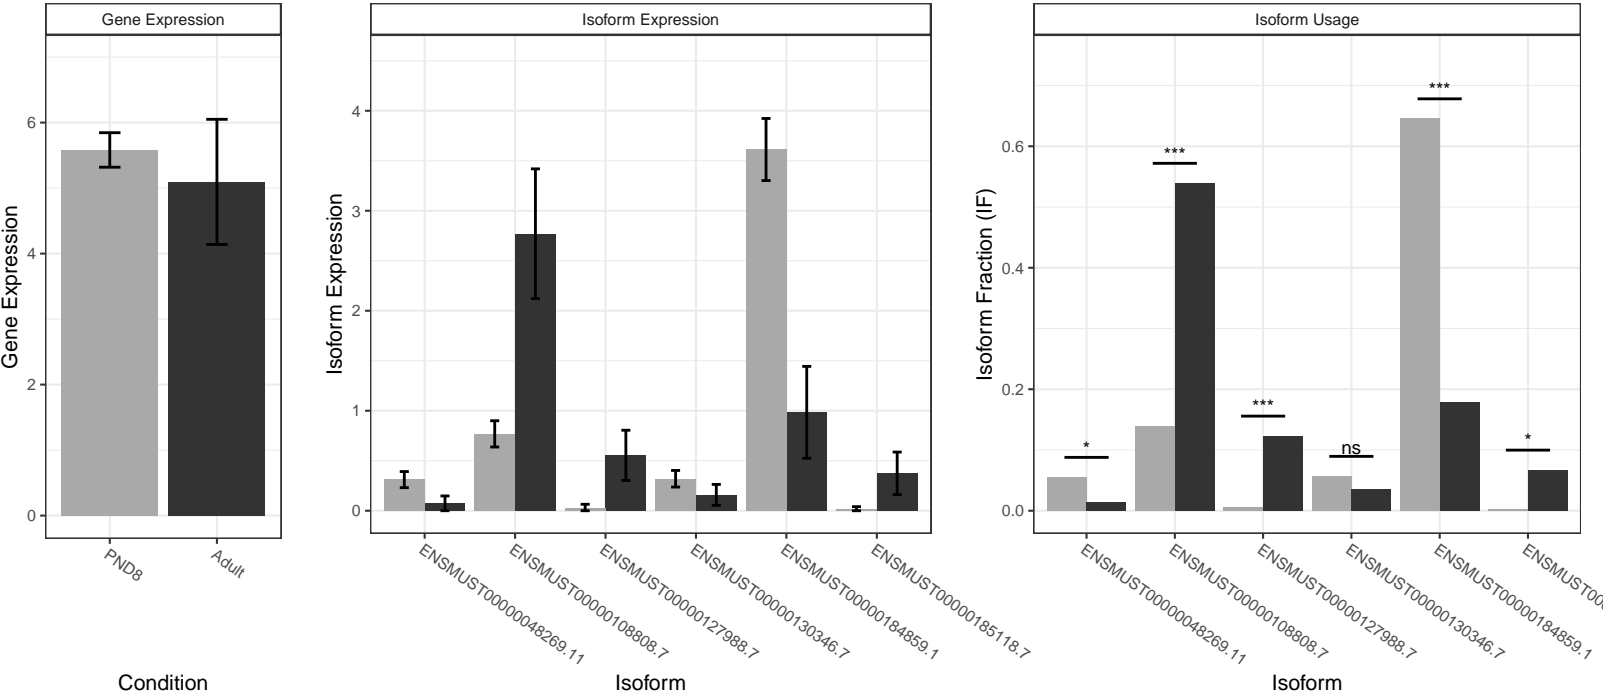 Gene Expression
Gene Expression
6
4
2
0
PND8
Adult
Condition
Isoform Expression
Isoform Expression
4
3
2
1
0
ENSMUST00000048269.11
ENSMUST00000108808.7
ENSMUST00000127988.7
ENSMUST00000130346.7
ENSMUST00000184859.1
ENSMUST00000185118.7
Isoform
Isoform Usage
Isoform Fraction (IF)
0.6
0.4
0.2
0.0
*
***
***
ns
***
*
ENSMUST00000048269.11
ENSMUST00000108808.7
ENSMUST00000127988.7
ENSMUST00000130346.7
ENSMUST00000184859.1
Isoform